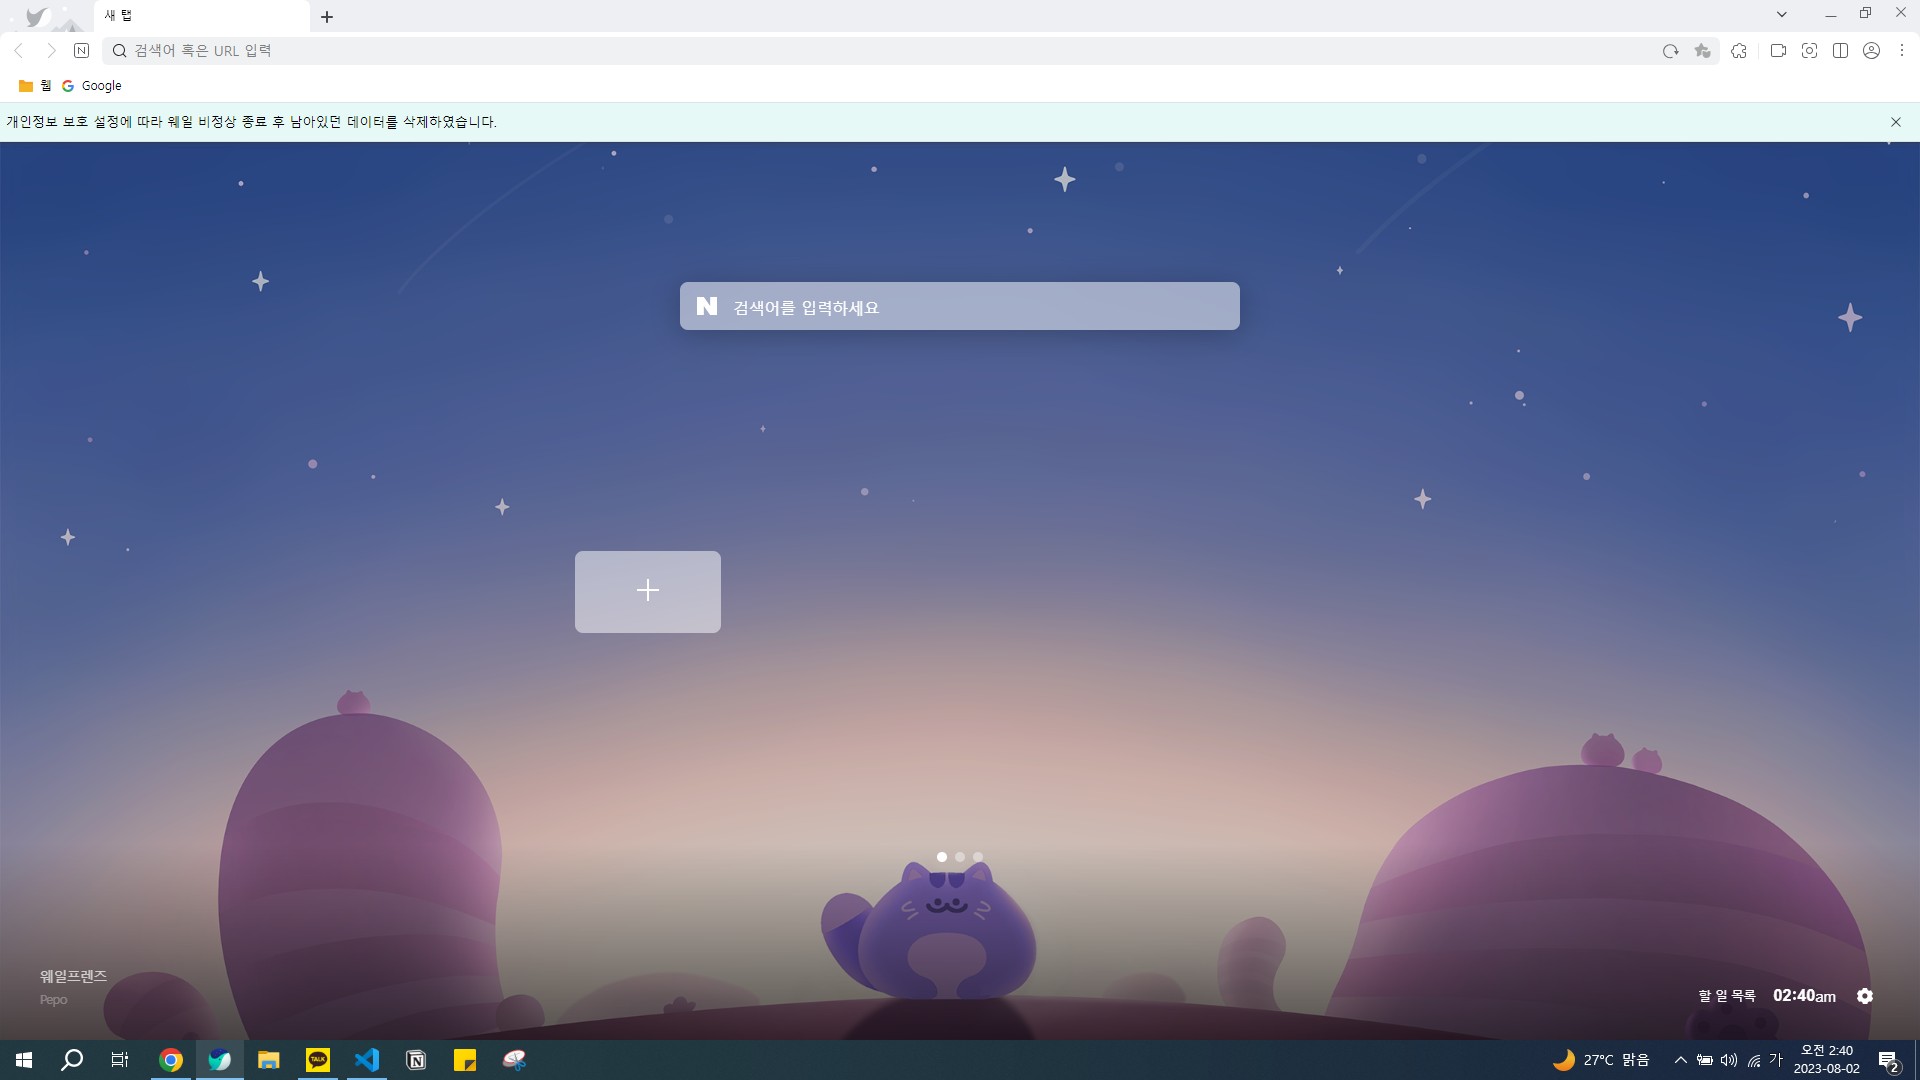 새 탭
검색어 혹은 URL 입력
웹
Google
개인정보 보호 설정에 따라 웨일 비정상 종료 후 남아있던 데이터를 삭제하였습니다.
N 검색어를 입력하세요
웨일프렌즈
Pepo
할 일 목록 02:40am
TALK
27°C 맑음
가
오전 2:40
2023-08-02
2